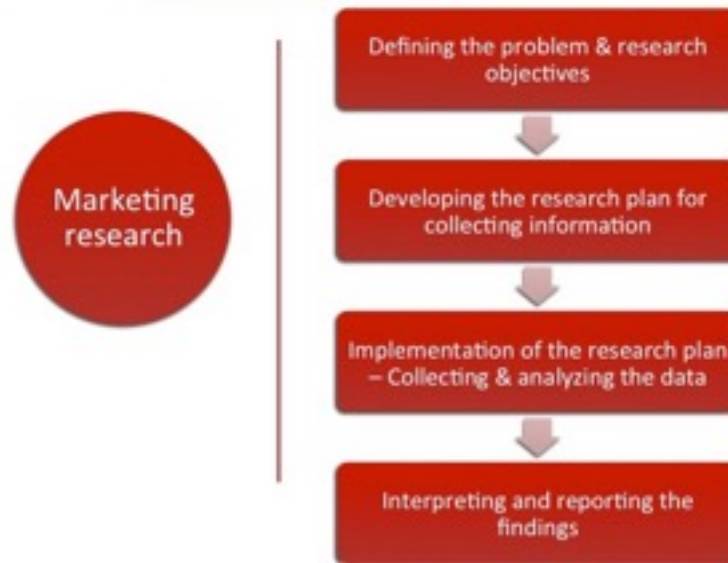 Marketing
research
Defining the problem & research
objectives
Developing the research plan for
collecting information
Implementation of the research plan
– Collecting & analyzing the data
Interpreting and reporting the
findings